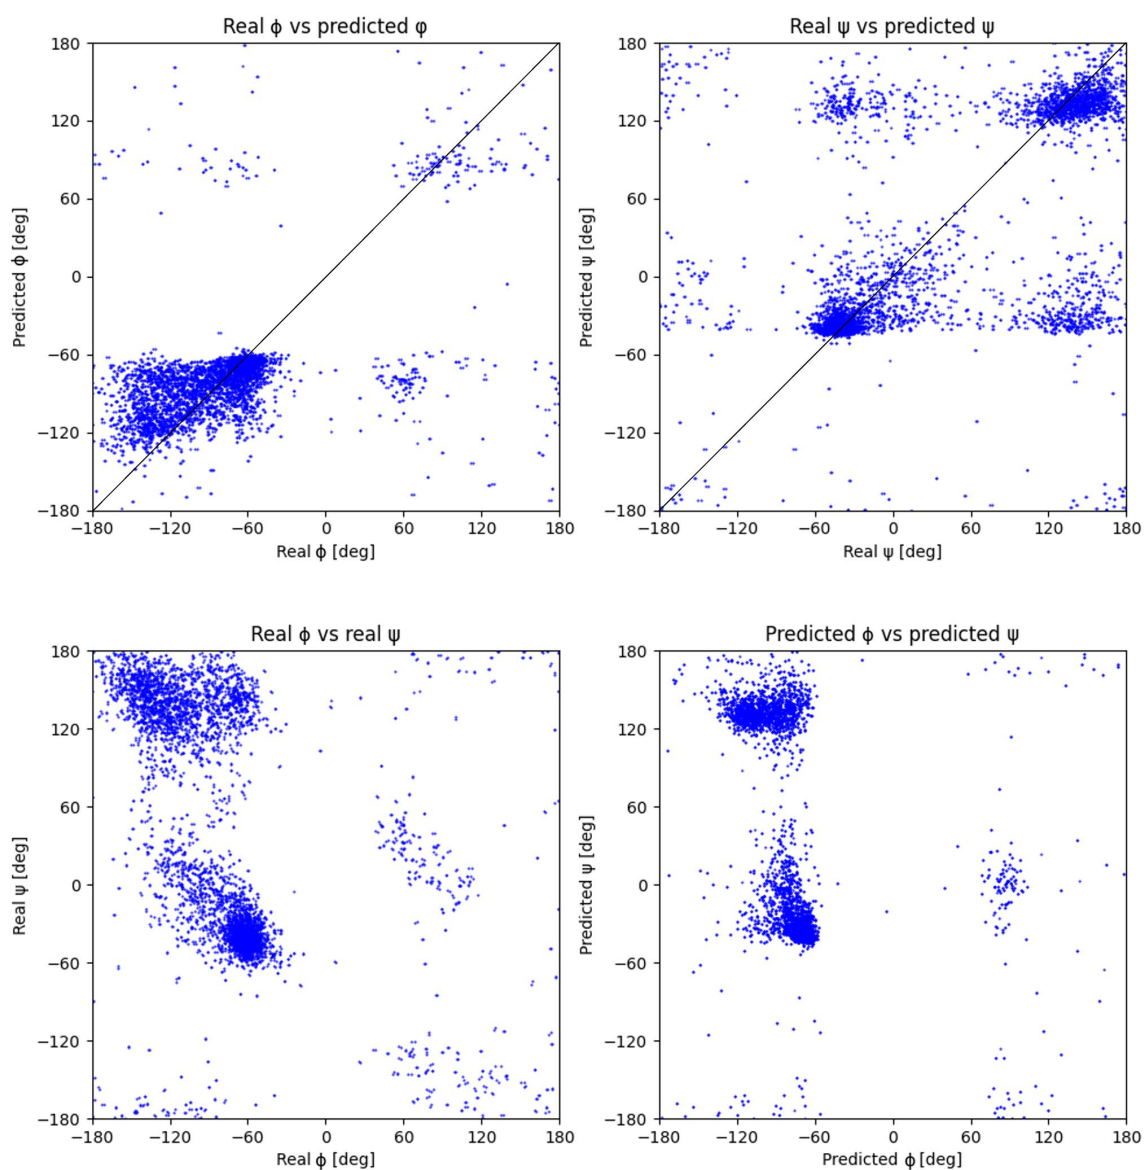 Real ϕ vs predicted φ
Real ψ vs predicted ψ
180
120
60
0
−60
−120
−180
Predicted ϕ [deg]
−180 −120 −60 0 60 120 180
Real ϕ [deg]
180
120
60
0
−60
−120
−180
Predicted ψ [deg]
−180 −120 −60 0 60 120 180
Real ψ [deg]
Real ϕ vs real ψ
Predicted ϕ vs predicted ψ
180
120
60
0
−60
−120
−180
Real ψ [deg]
−180 −120 −60 0 60 120 180
Real ϕ [deg]
180
120
60
0
−60
−120
−180
Predicted ψ [deg]
−180 −120 −60 0 60 120 180
Predicted ϕ [deg]